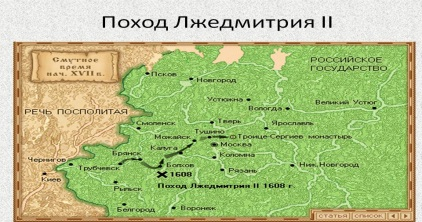 Поход Лжедмитрия II
Смутное
время
нач. XVII в.
РОССИЙСКОЕ
ГОСУДАРСТВО
Псков
Новгород
РЕЧЬ ПОСПОЛИТАЯ
Устюжна
Вологда
Великий Устюг
Смоленск
Тверь
Ярославль
Можайск
Тушино
Троице-Сергиев монастырь
Москва
Калуга
Коломна
Чернигов
Брянск
Болхов
Рязань
Ниж.Новгород
Киев
Трубчевск
1608
Рыльск
Поход Лжедмитрия II 1608 г
Белгород
Воронеж
СТАТЬЯ
СПИСОК